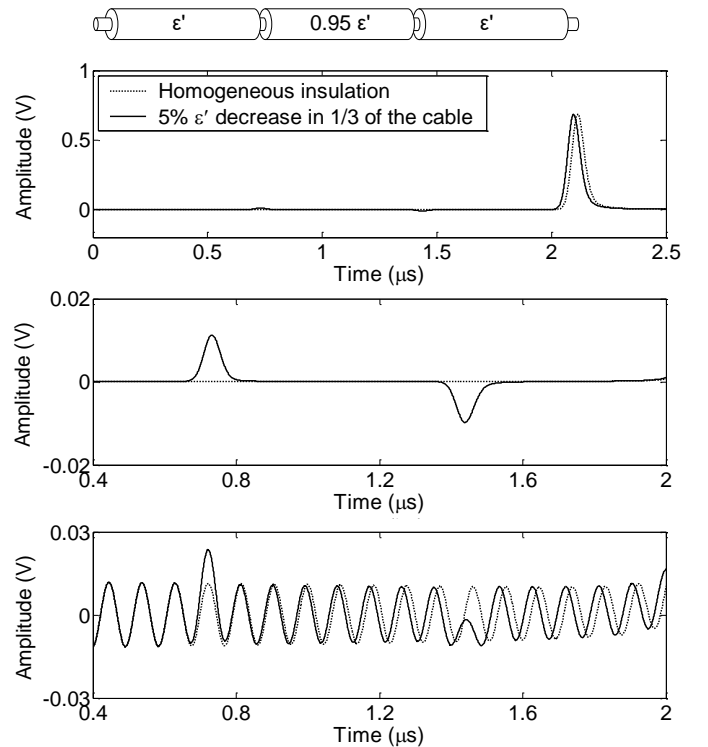 ε' 0.95 ε' ε'
1
Homogeneous insulation
5% ε′ decrease in 1/3 of the cable
0.5
0
Amplitude (V)
0 0.5 1 1.5 2 2.5
Time (μs)
0.02
0
-0.02
Amplitude (V)
0.4 0.8 1.2 1.6 2
Time (μs)
0.03
0
-0.03
Amplitude (V)
0.4 0.8 1.2 1.6 2
Time (μs)